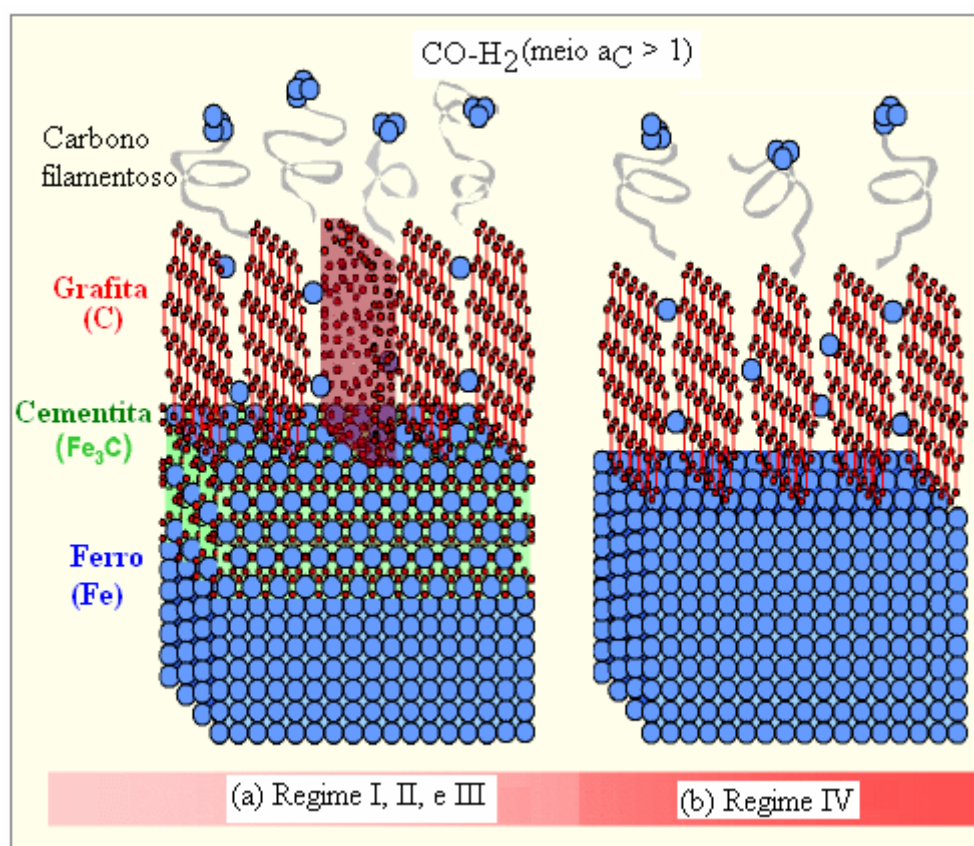 CO-H2(meio aC > 1)
Carbono
filamentoso
Grafita
(C)
Cementita
(Fe3C)
Ferro
(Fe)
(a) Regime I, II, e III
(b) Regime IV